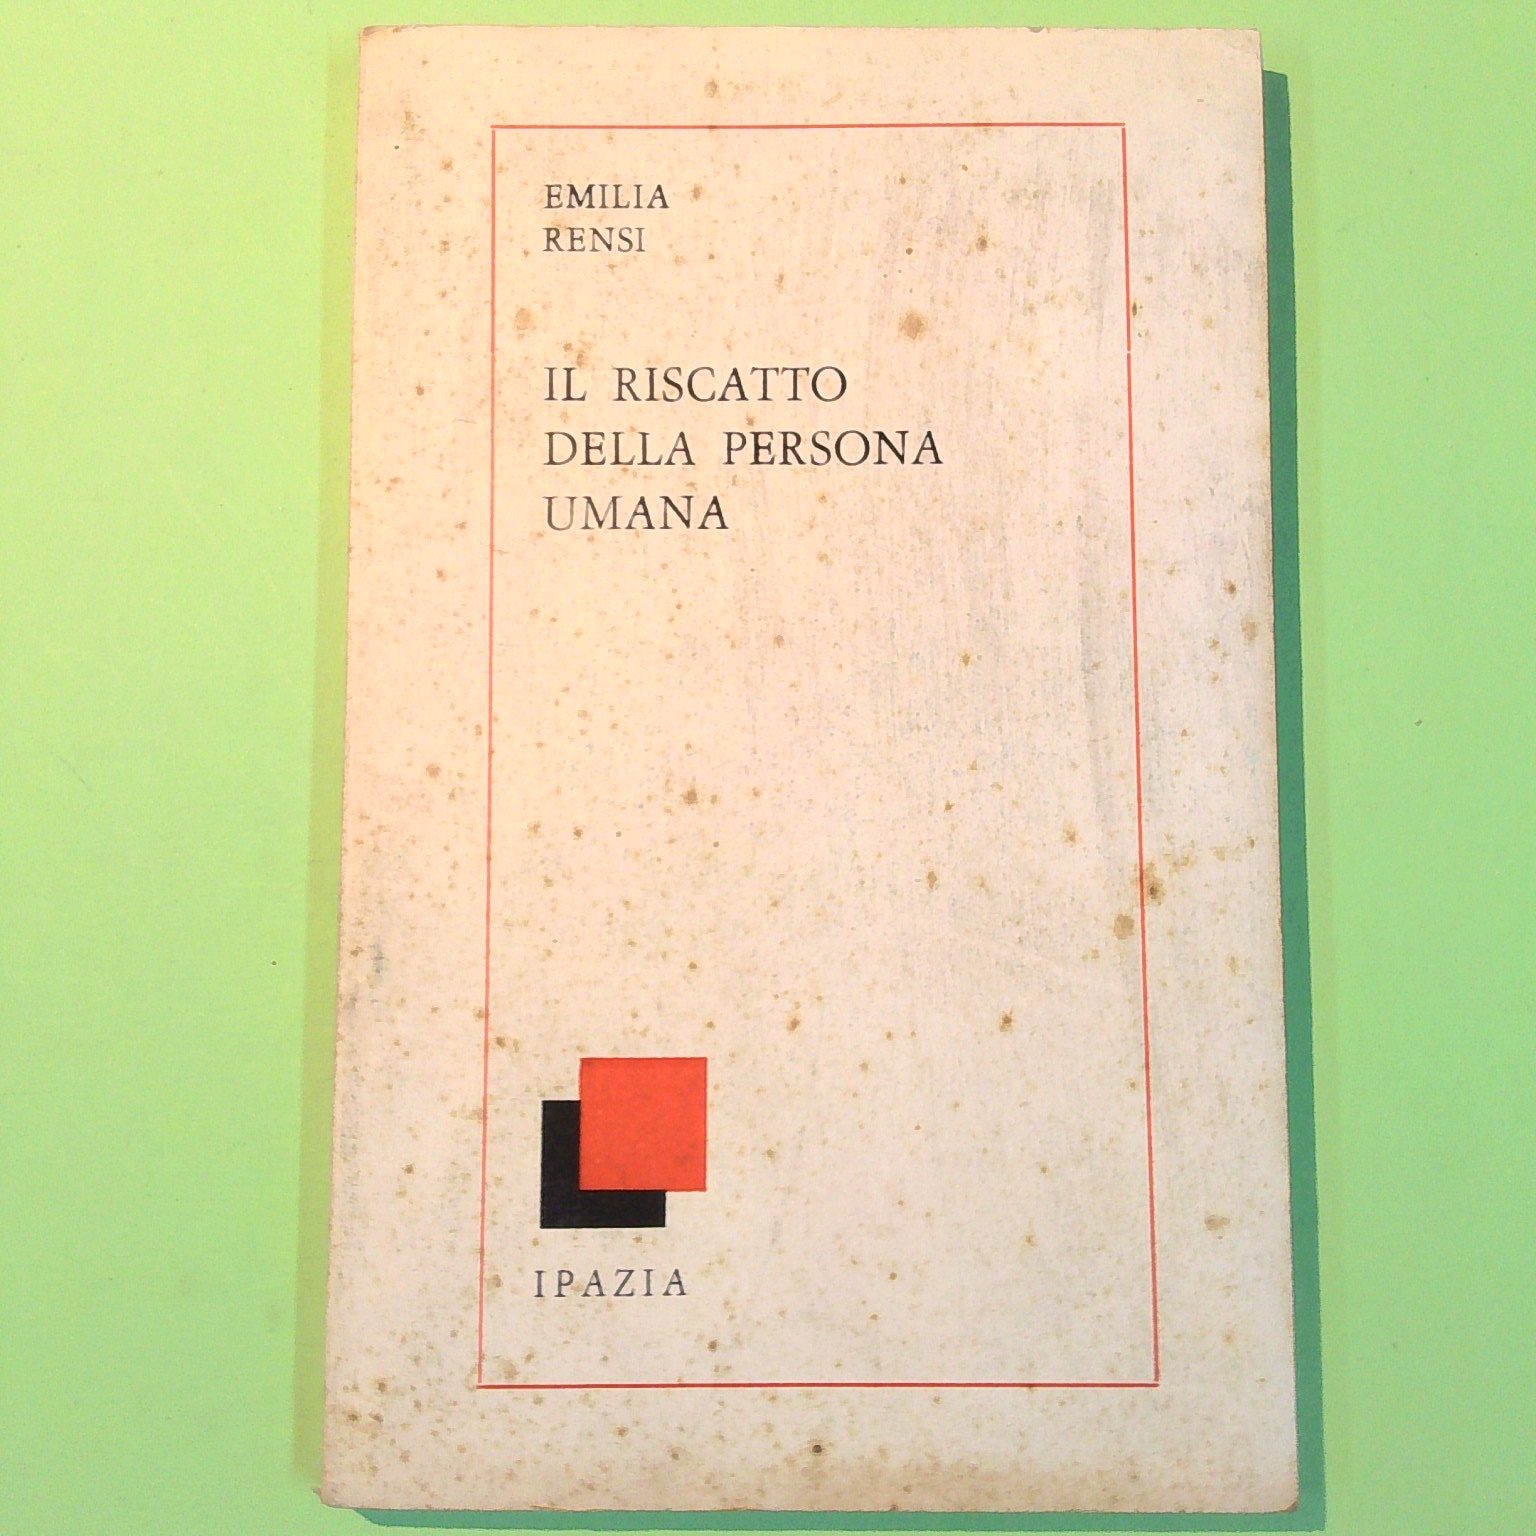 EMILIA
RENSI
IL RISCATTO
DELLA PERSONA
UMANA
IPAZIA